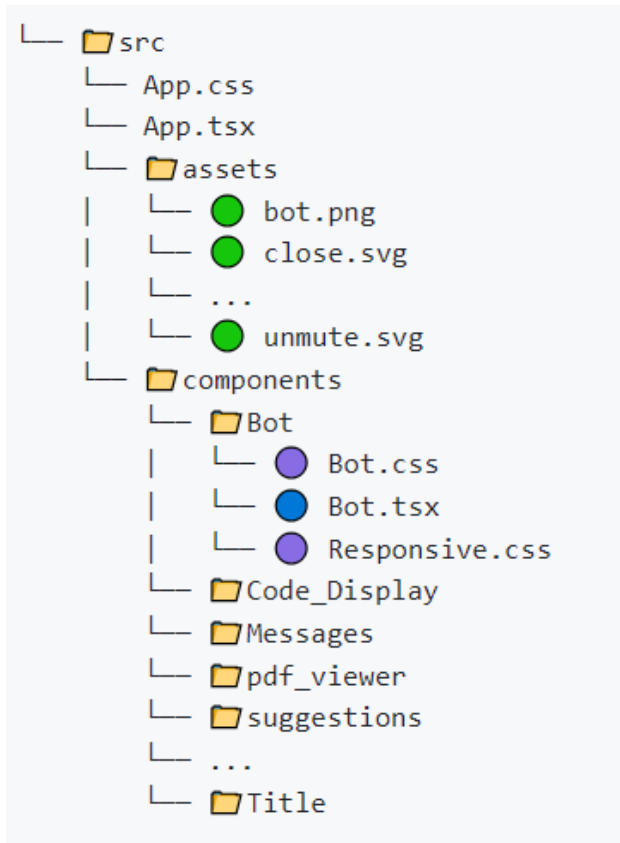 src
App.css
App.tsx
assets
bot.png
close.svg
...
unmute.svg
components
Bot
Bot.css
Bot.tsx
Responsive.css
Code_Display
Messages
pdf_viewer
suggestions
...
Title